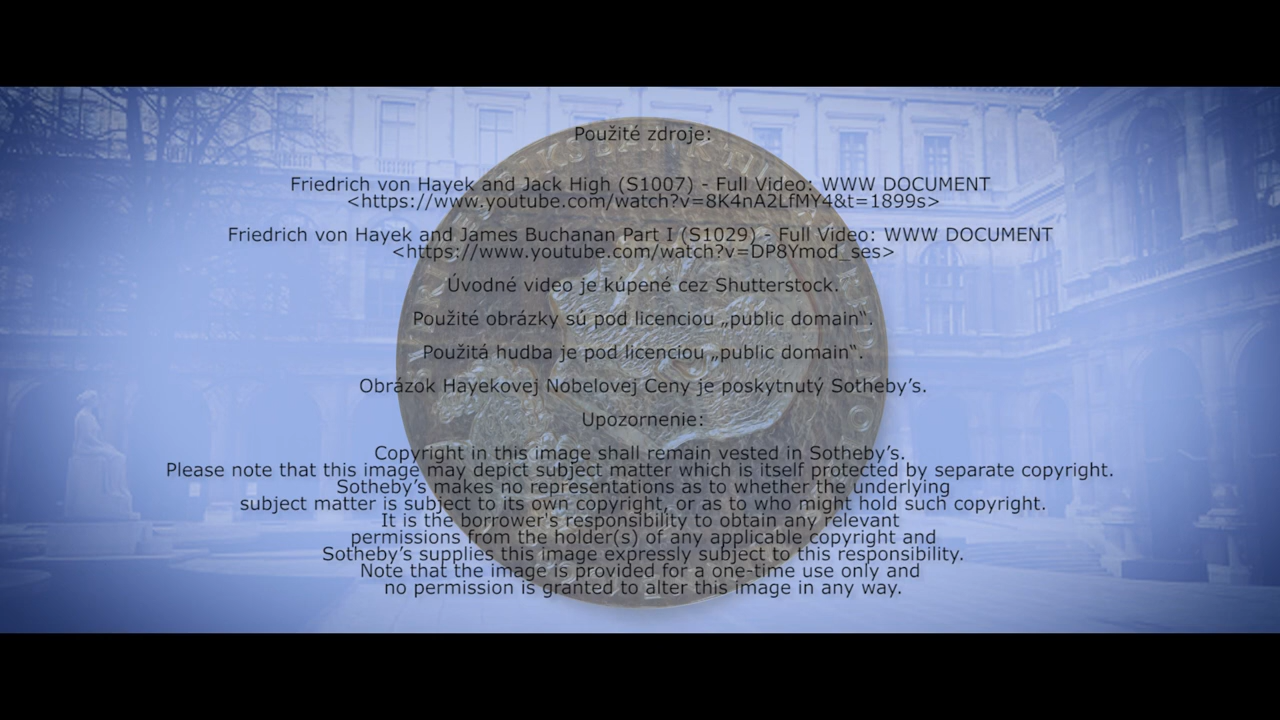 Použité zdroje:
Friedrich von Hayek and Jack High (S1007) - Full Video: WWW DOCUMENT
<https://www.youtube.com/watch?v=8K4nA2LfMY4&t=1899s>
Friedrich von Hayek and James Buchanan Part I (S1029) - Full Video: WWW DOCUMENT
<https://www.youtube.com/watch?v=DP8Ymod_ses>
Úvodné video je kúpené cez Shutterstock.
Použité obrázky sú pod licenciou „public domain“.
Použitá hudba je pod licenciou „public domain“.
Obrázok Hayekovej Nobelovej Ceny je poskytnutý Sotheby’s.
Upozornenie:
Copyright in this image shall remain vested in Sotheby’s.
Please note that this image may depict subject matter which is itself protected by separate copyright.
Sotheby’s makes no representations as to whether the underlying
subject matter is subject to its own copyright, or as to who might hold such copyright.
It is the borrower’s responsibility to obtain any relevant
permissions from the holder(s) of any applicable copyright and
Sotheby’s supplies this image expressly subject to this responsibility.
Note that the image is provided for a one-time use only and
no permission is granted to alter this image in any way.